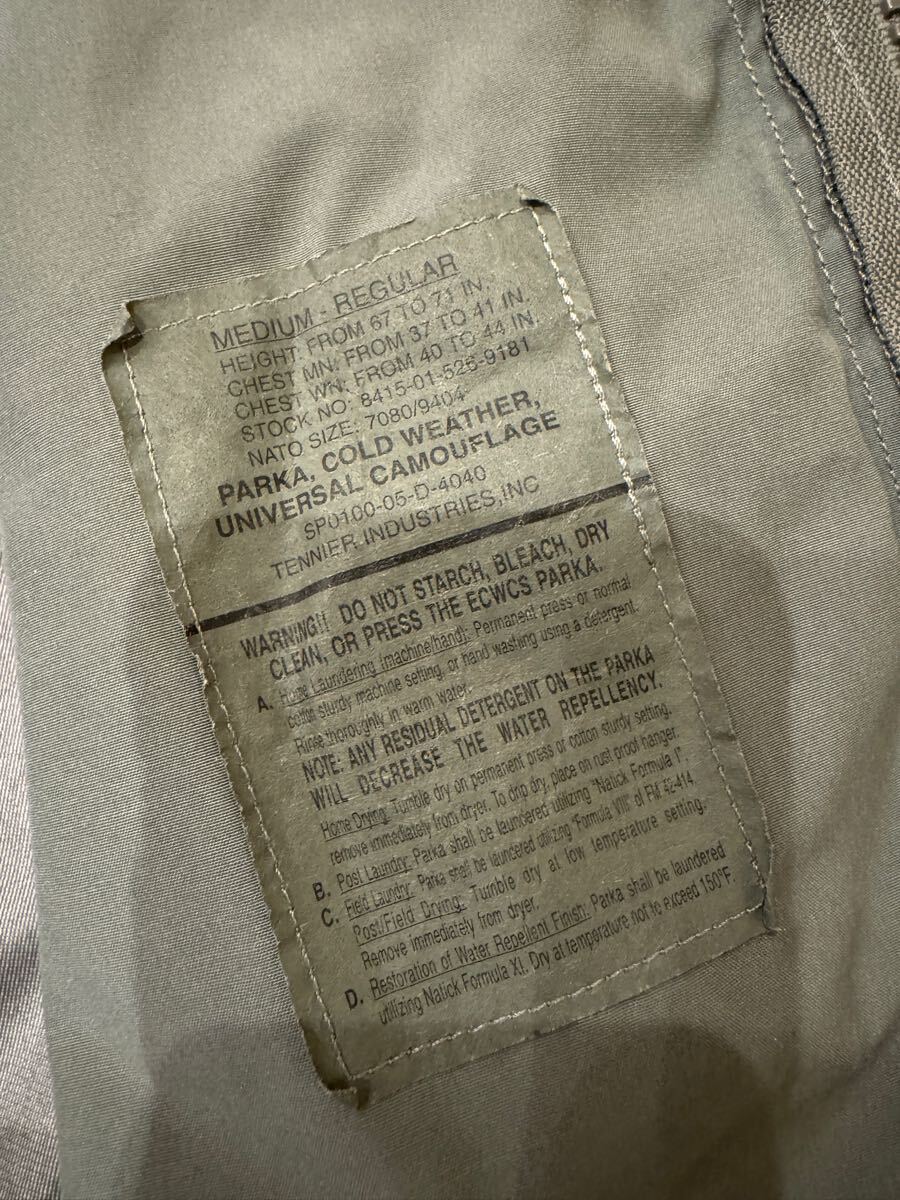 MEDIUM - REGULAR
HEIGHT: FROM 67 TO 71 IN.
CHEST MN: FROM 37 TO 41 IN.
CHEST WN: FROM 40 TO 44 IN
STOCK NO: 8415-01-526-9181
NATO SIZE: 7080/9404
PARKA, COLD WEATHER,
UNIVERSAL CAMOUFLAGE
SP0100-05-D-4040
TENNIER INDUSTRIES,INC
WARNING!! DO NOT STARCH, BLEACH, DRY
CLEAN, OR PRESS THE ECWCS PARKA.
A. Home Laundering (machine/hand): Permanent press or normal
cotton sturdy machine setting, or hand washing using a detergent.
Rinse thoroughly in warm water.
NOTE: ANY RESIDUAL DETERGENT ON THE PARKA
WILL DECREASE THE WATER REPELLENCY.
Home Drying: Tumble dry on permanent press or cotton sturdy setting.
remove immediately from dryer. To drip dry, place on rust proof hanger.
B. Post Laundry: Parka shall be laundered utilizing "Natick Formula I",
C. Field Laundry: Parka shall be laundered utilizing "Formula VIII" of FM 42-414.
Post/Field Drying: Tumble dry at low temperature setting.
Remove immediately from dryer.
D. Restoration of Water Repellent Finish: Parka shall be laundered
utilizing Natick Formula XI. Dry at temperature not to exceed 150°F.